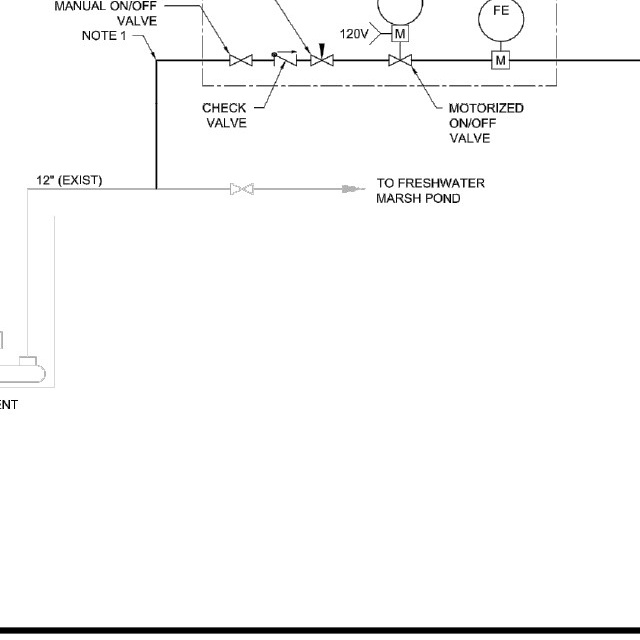 MANUAL ON/OFF
VALVE
NOTE 1
120V
M
FE
M
CHECK
VALVE
MOTORIZED
ON/OFF
VALVE
12" (EXIST)
TO FRESHWATER
MARSH POND
ENT